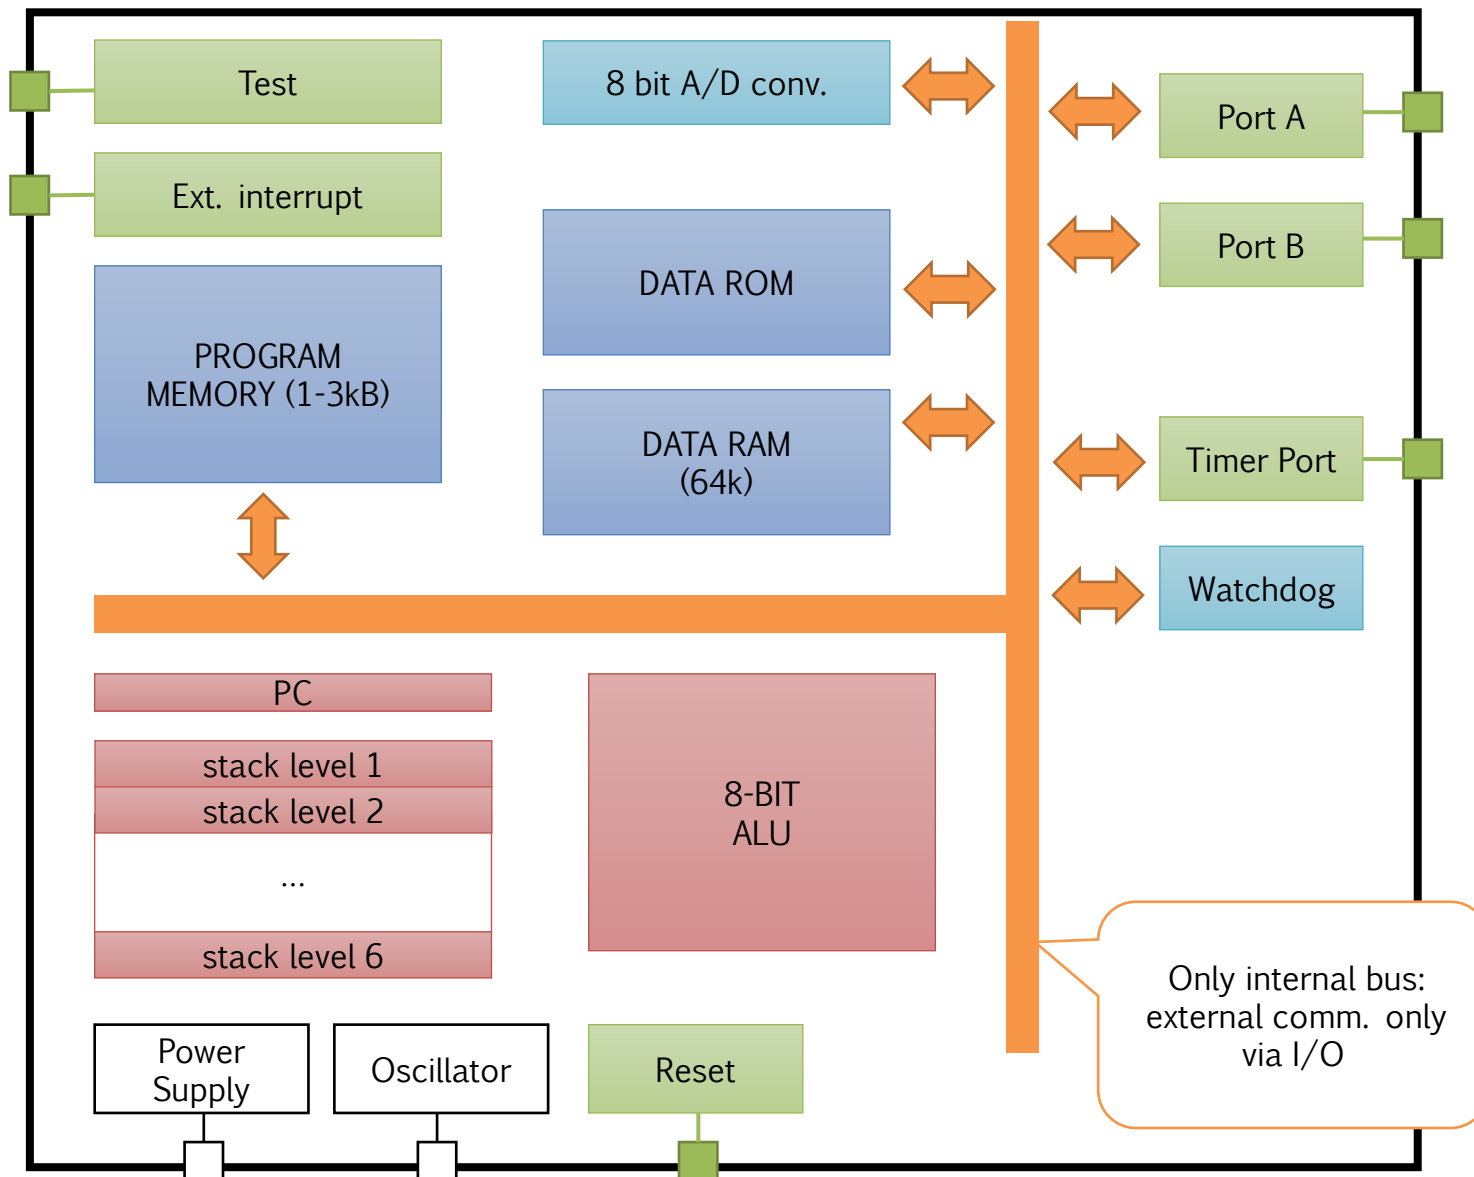 Test
8 bit A/D conv.
Port A
Ext. interrupt
Port B
DATA ROM
PROGRAM
MEMORY (1-3kB)
DATA RAM
(64k)
Timer Port
Watchdog
PC
stack level 1
stack level 2
...
stack level 6
8-BIT
ALU
Only internal bus:
external comm. only
via I/O
Power
Supply
Oscillator
Reset